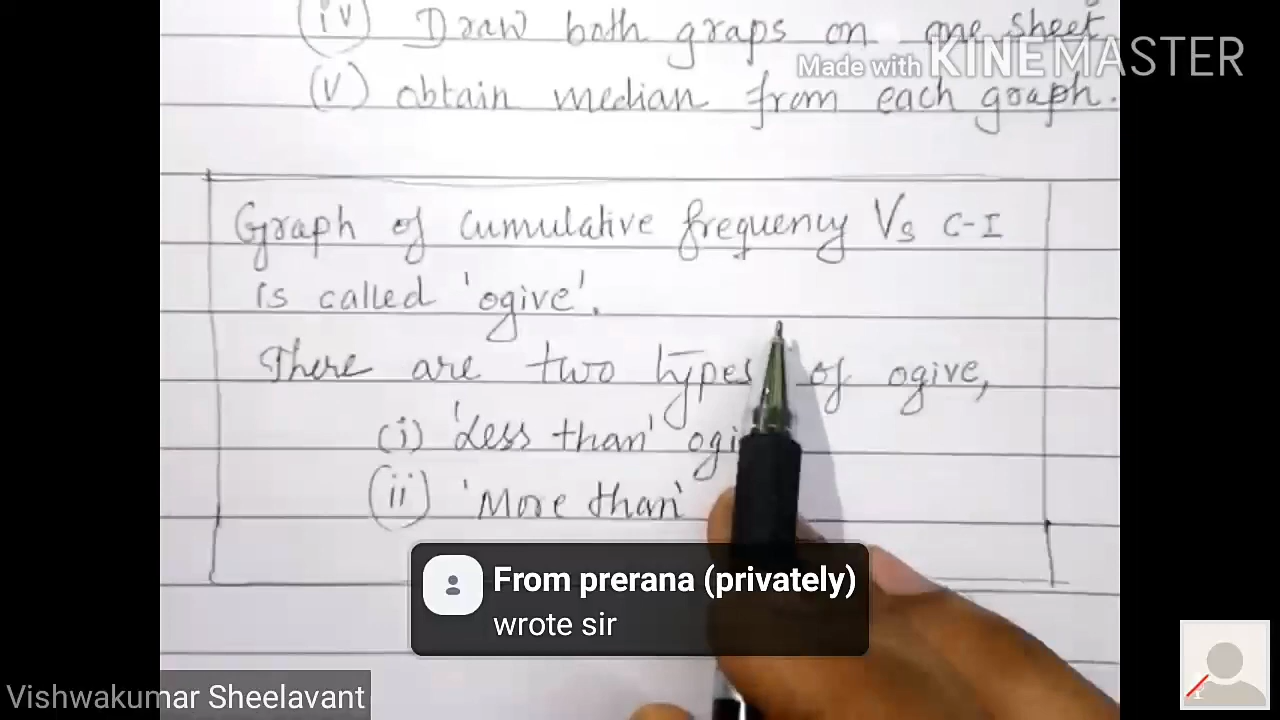 (iv) Draw both graps on one sheet
Made with KINEMASTER
(v) obtain median from each graph.
Graph of cumulative frequency Vs C-I
is called 'ogive'.
There are two types of ogive,
(i) 'Less than' ogi
(ii) 'More than'
From prerana (privately)
wrote sir
Vishwakumar Sheelavant